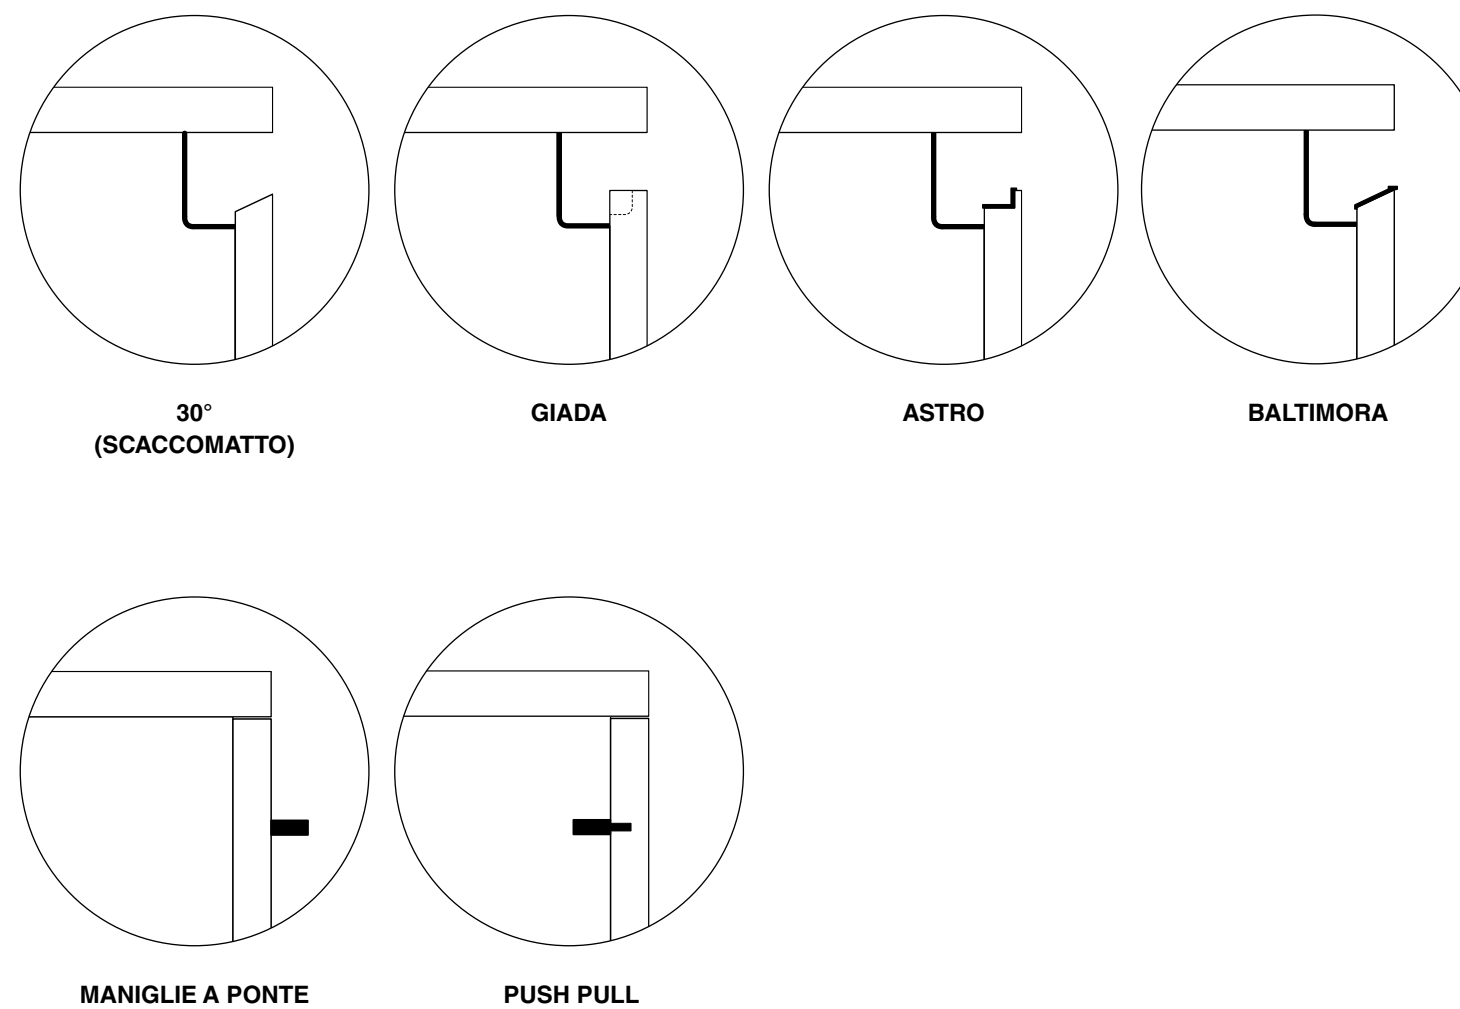 30°
(SCACCOMATTO)
GIADA
ASTRO
BALTIMORA
MANIGLIE A PONTE
PUSH PULL